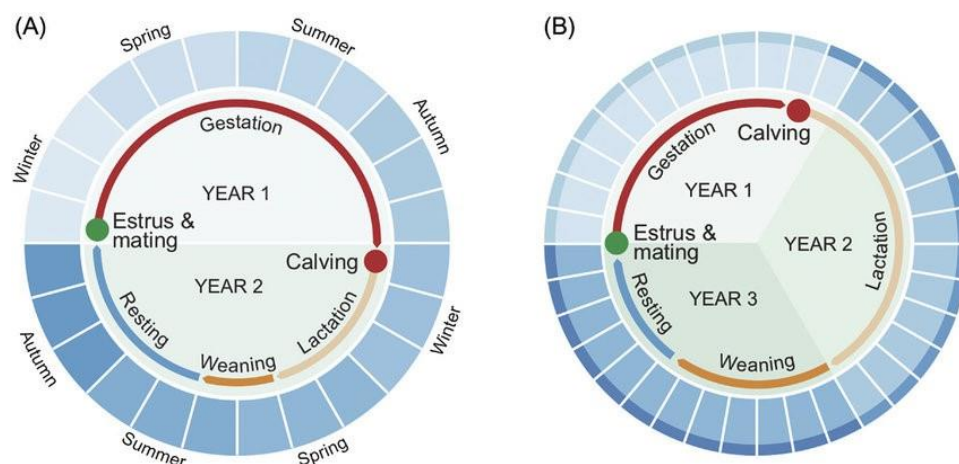 (A)
Spring
Summer
Winter
Autumn
Gestation
YEAR 1
Estrus &
mating
Calving
YEAR 2
Resting
Weaning
Lactation
Autumn
Winter
Summer
Spring
(B)
Gestation
Calving
YEAR 1
Estrus &
mating
YEAR 2
Lactation
YEAR 3
Resting
Weaning